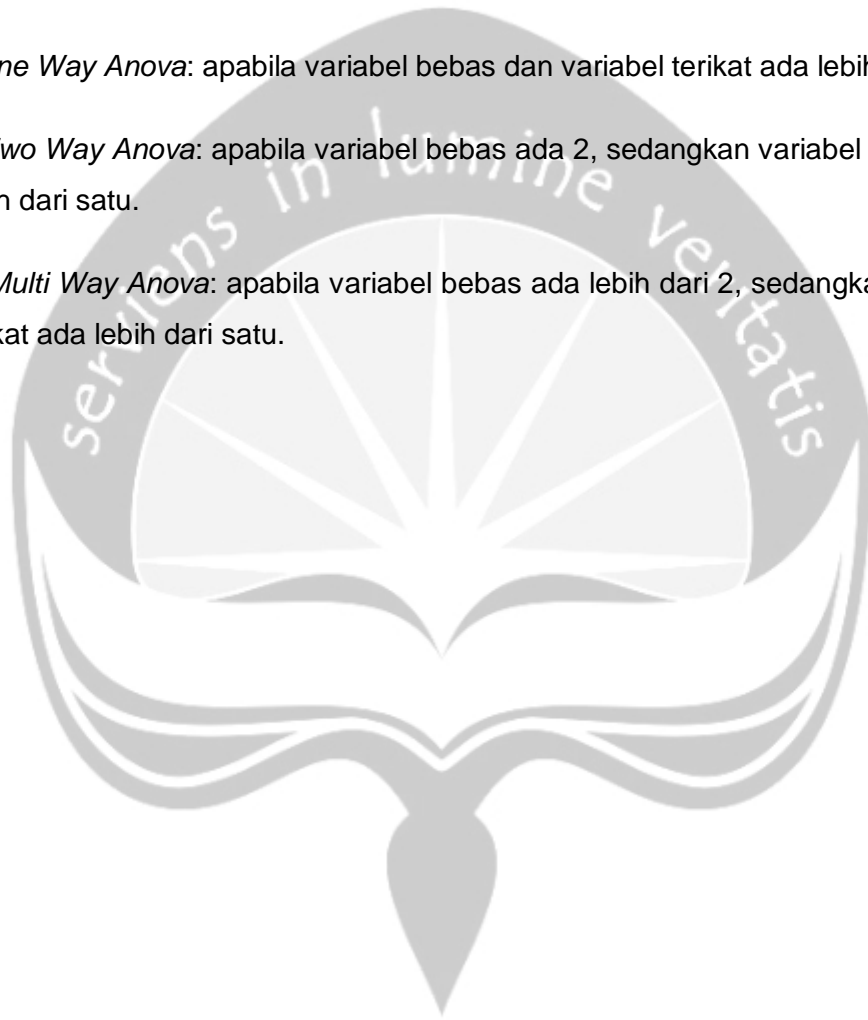 ne Way Anova: apabila variabel bebas dan variabel terikat ada lebih
wo Way Anova: apabila variabel bebas ada 2, sedangkan variabel
n dari satu.
Multi Way Anova: apabila variabel bebas ada lebih dari 2, sedangka
kat ada lebih dari satu.
serviens in lumine veritatis